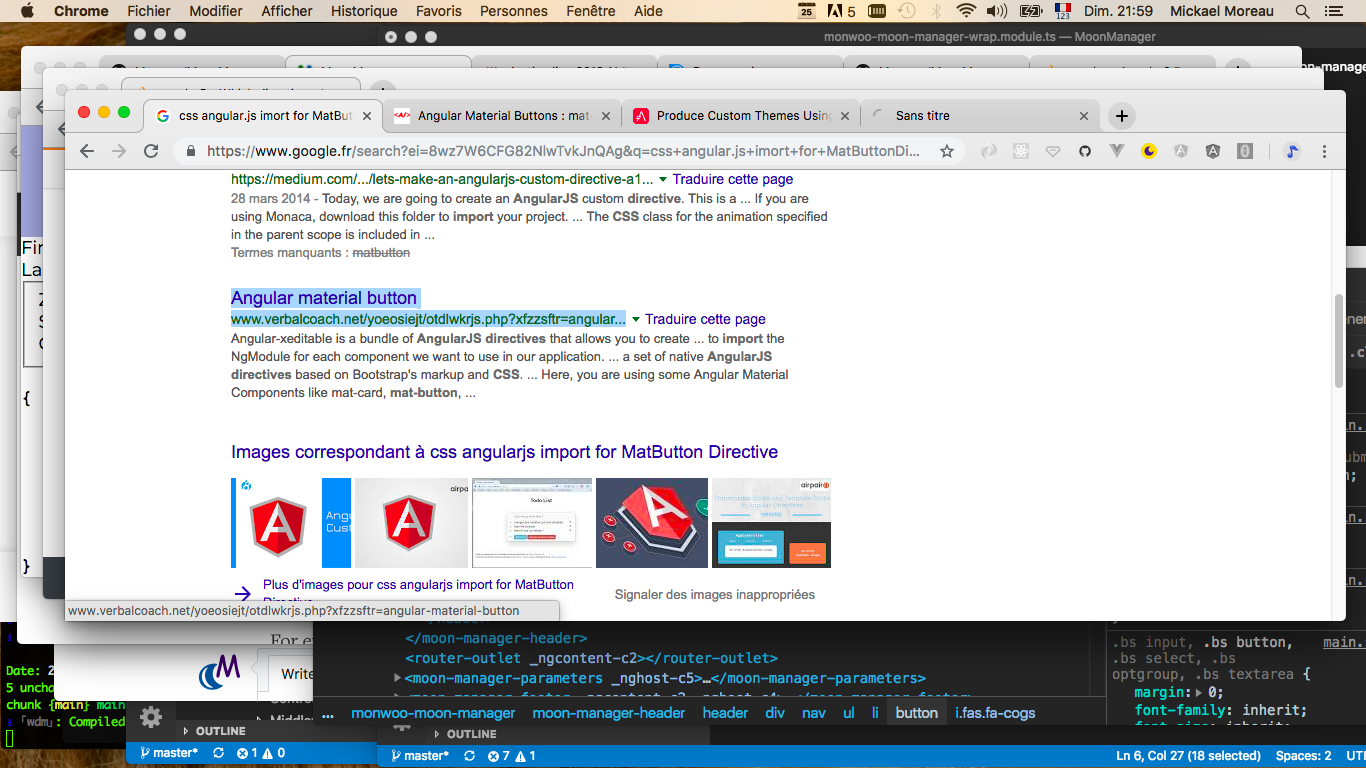 Chrome Fichier Modifier Afficher Historique Favoris Personnes Fenêtre Aide 25 5 123 Dim. 21:59 Mickael Moreau
monwoo-moon-manager-wrap.module.ts — MoonManager
css angular.js imort for MatBut Angular Material Buttons : mat- Produce Custom Themes Using Sans titre
https://www.google.fr/search?ei=8wz7W6CFG82NlwTvkJnQAg&q=css+angular.js+imort+for+MatButtonDi...
https://medium.com/.../lets-make-an-angularjs-custom-directive-a1... Traduire cette page
28 mars 2014 - Today, we are going to create an AngularJS custom directive. This is a ... If you are
using Monaca, download this folder to import your project. ... The CSS class for the animation specified
in the parent scope is included in ...
Termes manquants : matbutton
Angular material button
www.verbalcoach.net/yoeosiejt/otdlwkrjs.php?xfzzsftr=angular... Traduire cette page
Angular-xeditable is a bundle of AngularJS directives that allows you to create ... to import the
NgModule for each component we want to use in our application. ... a set of native AngularJS
directives based on Bootstrap's markup and CSS. ... Here, you are using some Angular Material
Components like mat-card, mat-button, ...
Images correspondant à css angularjs import for MatButton Directive
airpair
Todo List
Plus d'images pour css angularjs import for MatButton
Directive
Signaler des images inappropriées
www.verbalcoach.net/yoeosiejt/otdlwkrjs.php?xfzzsftr=angular-material-button
{
}
</moon-manager-header>
<router-outlet _ngcontent-c2></router-outlet>
<moon-manager-parameters _nghost-c5>…</moon-manager-parameters>
... monwoo-moon-manager moon-manager-header header div nav ul li button i.fas.fa-cogs
.bs input, .bs button, main.
.bs select, .bs
optgroup, .bs textarea {
margin: 0;
font-family: inherit;
Date: 2
5 uncha
chunk {main} main
「wdm」: Compiled
Write
OUTLINE
OUTLINE
master* 1 0
master* 7 1 Ln 6, Col 27 (18 selected) Spaces: 2 UTF